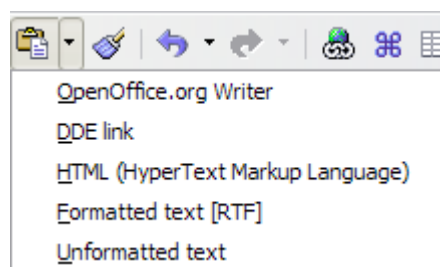 OpenOffice.org Writer
DDE link
HTML (HyperText Markup Language)
Formatted text [RTF]
Unformatted text